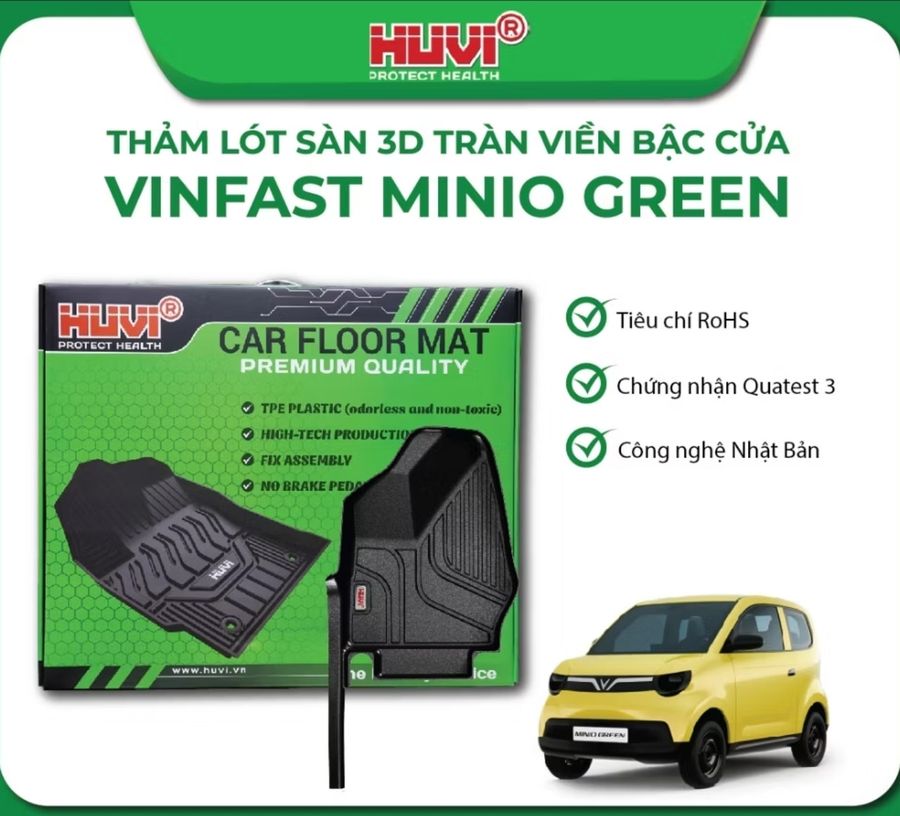 HUVI®
PROTECT HEALTH
THẢM LÓT SÀN 3D TRÀN VIỀN BẬC CỬA
VINFAST MINIO GREEN
HUVI®
PROTECT HEALTH
CAR FLOOR MAT
PREMIUM QUALITY
TPE PLASTIC (odorless and non-toxic)
HIGH-TECH PRODUCTIO
FIX ASSEMBLY
NO BRAKE PEDA
HUVI
HUVI
www.huvi.vn
Tiêu chí RoHS
Chứng nhận Quatest 3
Công nghệ Nhật Bản
MINIO GREEN